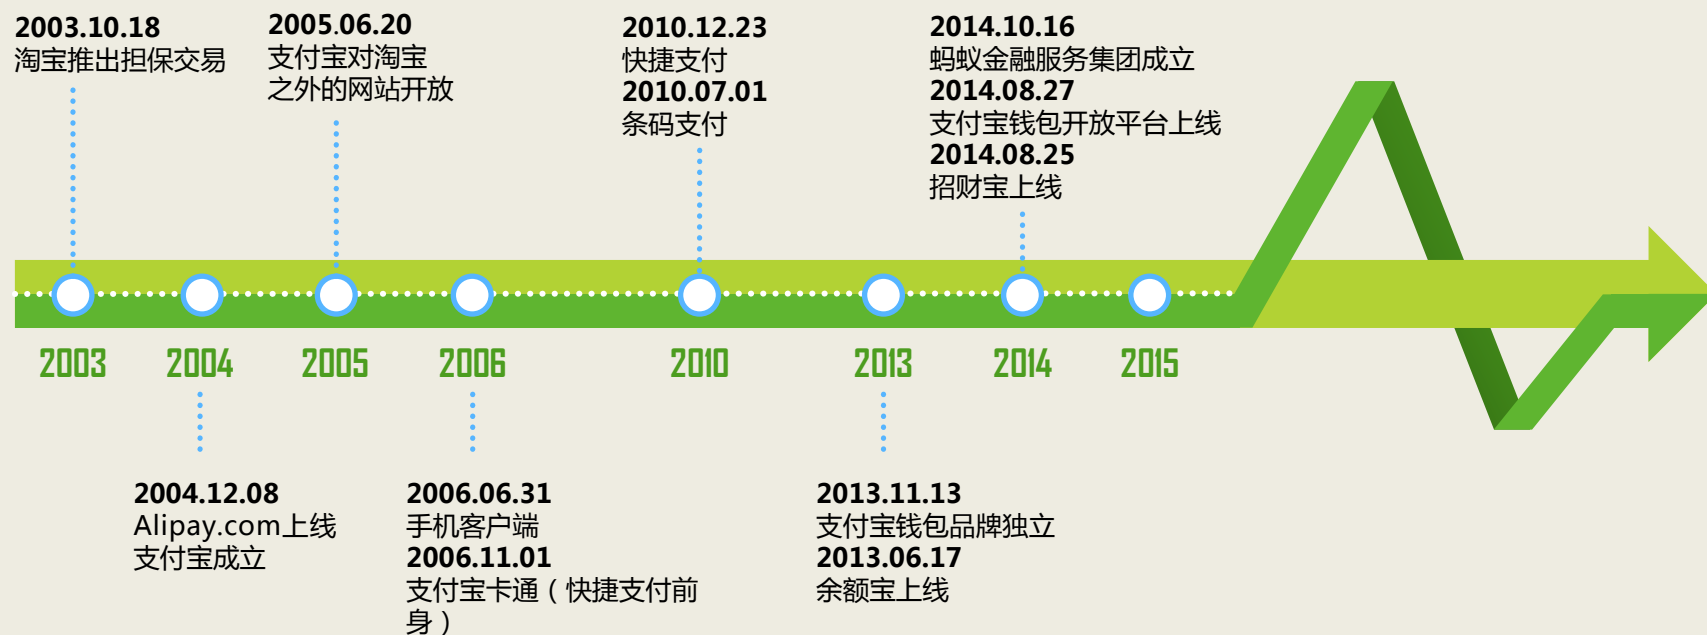 2003.10.18
淘宝推出担保交易
2005.06.20
支付宝对淘宝
之外的网站开放
2010.12.23
快捷支付
2010.07.01
条码支付
2014.10.16
蚂蚁金融服务集团成立
2014.08.27
支付宝钱包开放平台上线
2014.08.25
招财宝上线
2003
2004
2005
2006
2010
2013
2014
2015
2004.12.08
Alipay.com上线
支付宝成立
2006.06.31
手机客户端
2006.11.01
支付宝卡通（快捷支付前
身）
2013.11.13
支付宝钱包品牌独立
2013.06.17
余额宝上线